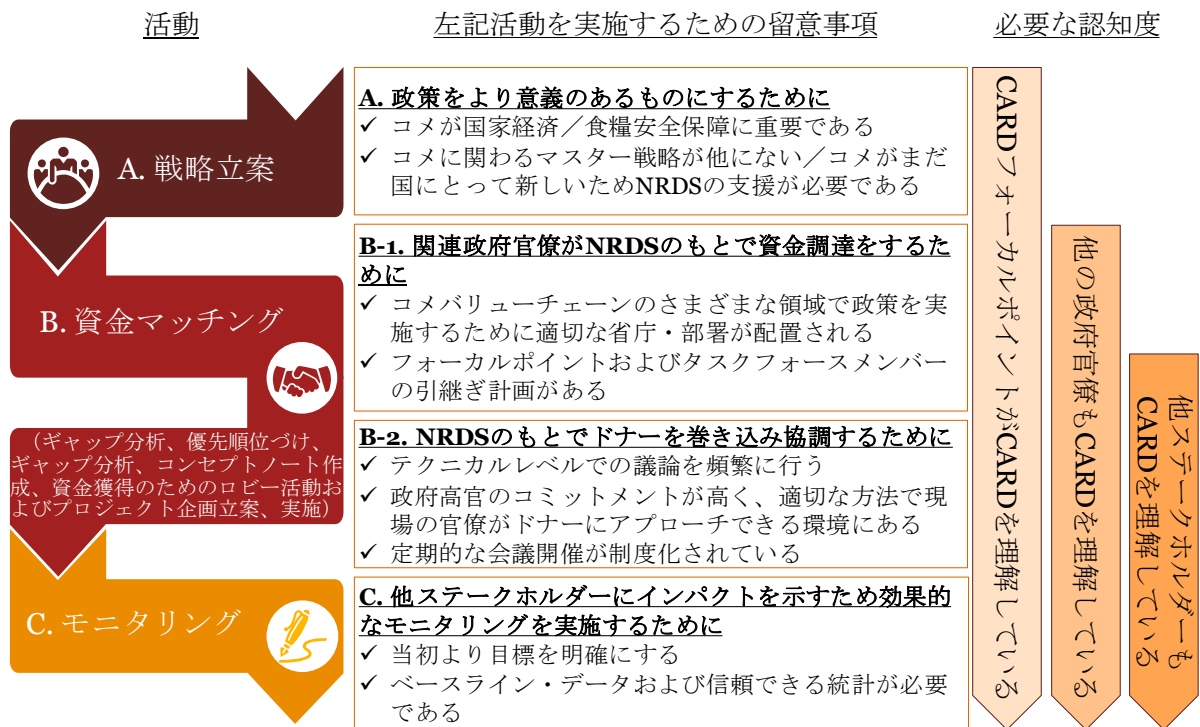 活動
左記活動を実施するための留意事項
必要な認知度
A. 戦略立案
A. 政策をより意義のあるものにするために
✓ コメが国家経済／食糧安全保障に重要である
✓ コメに関わるマスター戦略が他にない／コメがまだ
国にとって新しいためNRDSの支援が必要である
B. 資金マッチング
（ギャップ分析、優先順位づけ、
ギャップ分析、コンセプトノート作
成、資金獲得のためのロビー活動お
よびプロジェクト企画立案、実施）
B-1. 関連政府官僚がNRDSのもとで資金調達をするた
めに
✓ コメバリューチェーンのさまざまな領域で政策を実
施するために適切な省庁・部署が配置される
✓ フォーカルポイントおよびタスクフォースメンバー
の引継ぎ計画がある
B-2. NRDSのもとでドナーを巻き込み協調するために
✓ テクニカルレベルでの議論を頻繁に行う
✓ 政府高官のコミットメントが高く、適切な方法で現
場の官僚がドナーにアプローチできる環境にある
✓ 定期的な会議開催が制度化されている
C. モニタリング
C. 他ステークホルダーにインパクトを示すため効果的
なモニタリングを実施するために
✓ 当初より目標を明確にする
✓ ベースライン・データおよび信頼できる統計が必要
である
CARDフォーカルポイントがCARDを理解している
他の政府官僚もCARDを理解している
他ステークホルダーも
CARDを理解している